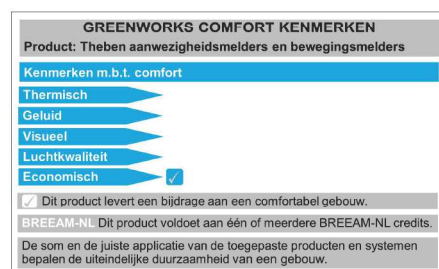 GREENWORKS COMFORT KENMERKEN
Product: Theben aanwezigheidsmelders en bewegingsmelders
Kenmerken m.b.t. comfort
Thermisch
Geluid
Visueel
Luchtkwaliteit
Economisch
Dit product levert een bijdrage aan een comfortabel gebouw.
BREEAM-NL Dit product voldoet aan één of meerdere BREEAM-NL credits.
De som en de juiste applicatie van de toegepaste producten en systemen
bepalen de uiteindelijke duurzaamheid van een gebouw.